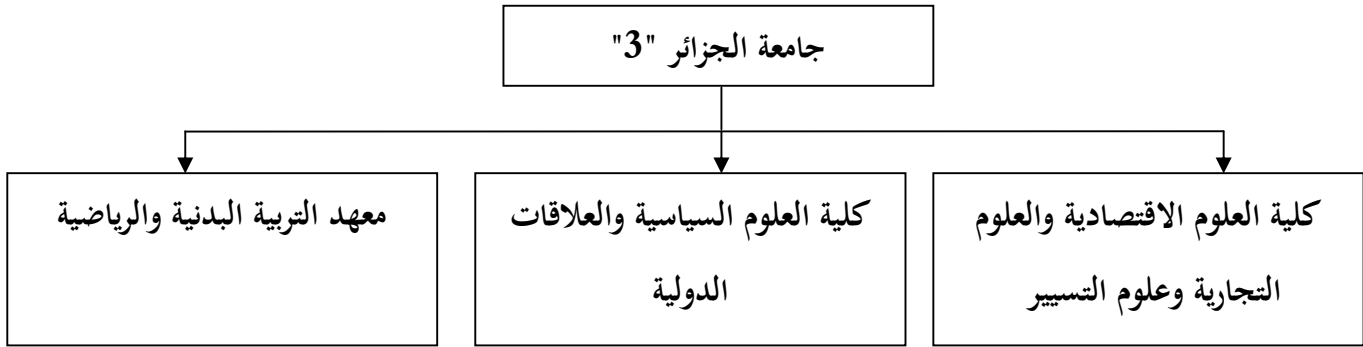 جامعة الجزائر "3"
كلية العلوم الاقتصادية والعلوم
التجارية وعلوم التسيير
كلية العلوم السياسية والعلاقات
الدولية
معهد التربية البدنية والرياضية